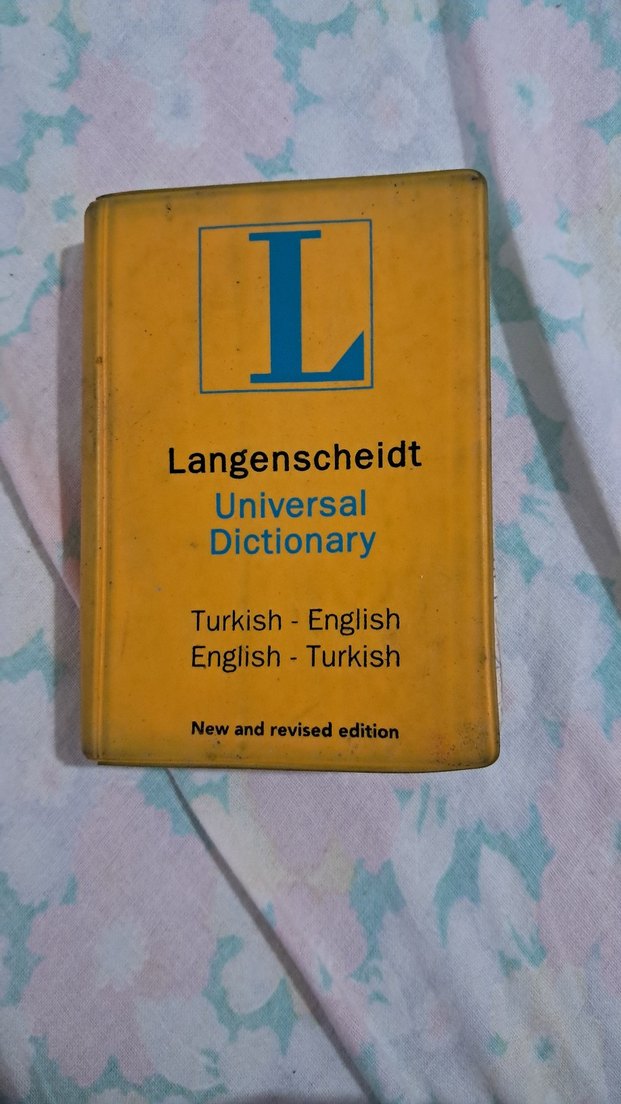 L
Langenscheidt
Universal
Dictionary
Turkish - English
English - Turkish
New and revised edition